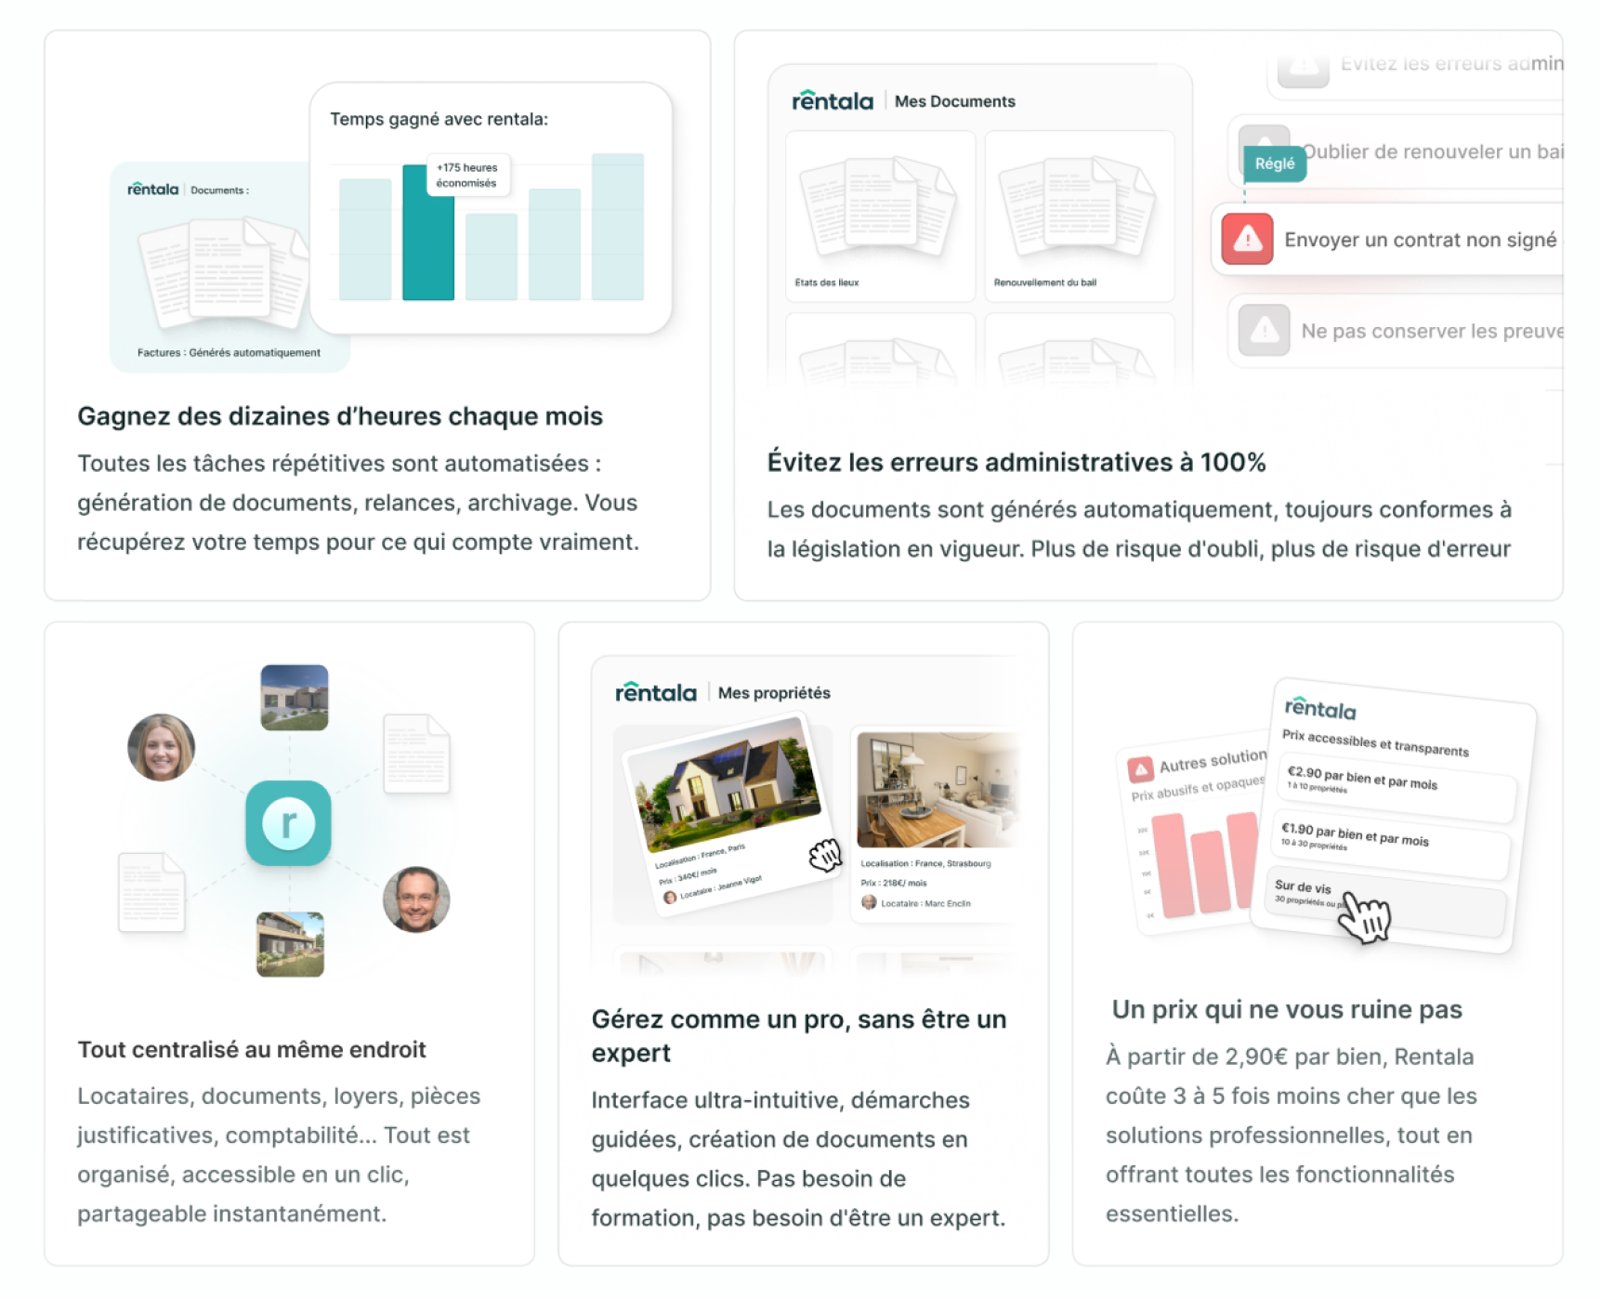 Temps gagné avec rentala:
+175 heures
économisés
rentala | Documents :
Factures : Générés automatiquement
Gagnez des dizaines d’heures chaque mois
Toutes les tâches répétitives sont automatisées :
génération de documents, relances, archivage. Vous
récupérez votre temps pour ce qui compte vraiment.
rentala | Mes Documents
Etats des lieux
Renouvellement du bail
Evitez les erreurs admin
Oublier de renouveler un bai
Réglé
Envoyer un contrat non signé
Ne pas conserver les preuve
Évitez les erreurs administratives à 100%
Les documents sont générés automatiquement, toujours conformes à
la législation en vigueur. Plus de risque d'oubli, plus de risque d'erreur
r
Tout centralisé au même endroit
Locataires, documents, loyers, pièces
justificatives, comptabilité... Tout est
organisé, accessible en un clic,
partageable instantanément.
rentala | Mes propriétés
Localisation : France, Paris
Prix : 340€/ mois
Locataire : Jeanne Vigot
Localisation : France, Strasbourg
Prix : 218€/ mois
Locataire : Marc Enclin
Gérez comme un pro, sans être un
expert
Interface ultra-intuitive, démarches
guidées, création de documents en
quelques clics. Pas besoin de
formation, pas besoin d'être un expert.
Autres solution
Prix abusifs et opaques
rentala
Prix accessibles et transparents
€2.90 par bien et par mois
1 à 10 propriétés
€1.90 par bien et par mois
10 à 30 propriétés
Sur de vis
30 propriétés ou
Un prix qui ne vous ruine pas
À partir de 2,90€ par bien, Rentala
coûte 3 à 5 fois moins cher que les
solutions professionnelles, tout en
offrant toutes les fonctionnalités
essentielles.